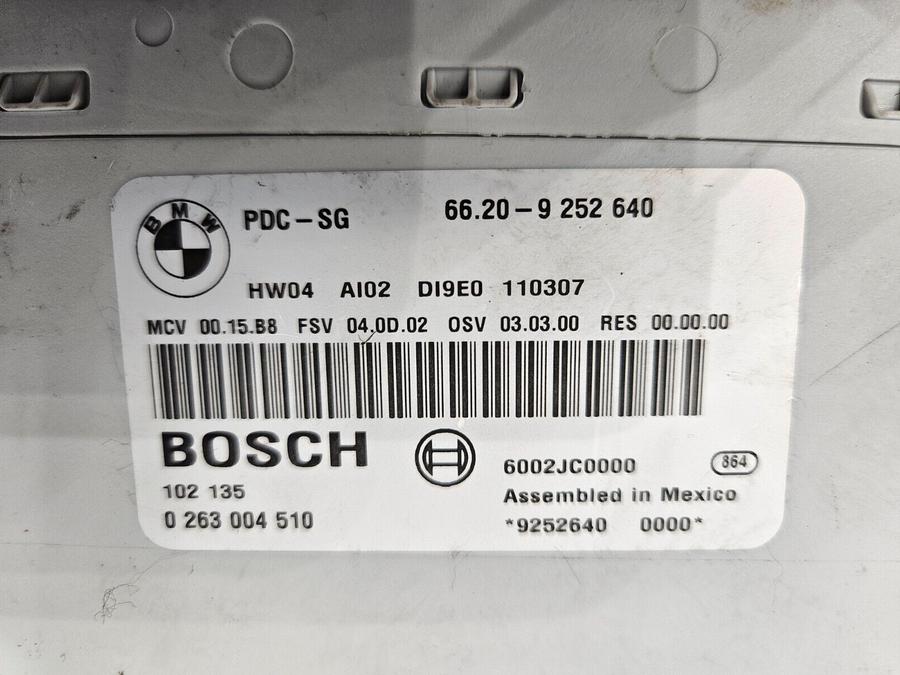 BMW
PDC-SG 66.20-9 252 640
HW04 AI02 DI9E0 110307
MCV 00.15.B8 FSV 04.0D.02 OSV 03.03.00 RES 00.00.00
BOSCH
6002JC0000 864
102 135 Assembled in Mexico
0 263 004 510 *9252640 0000*